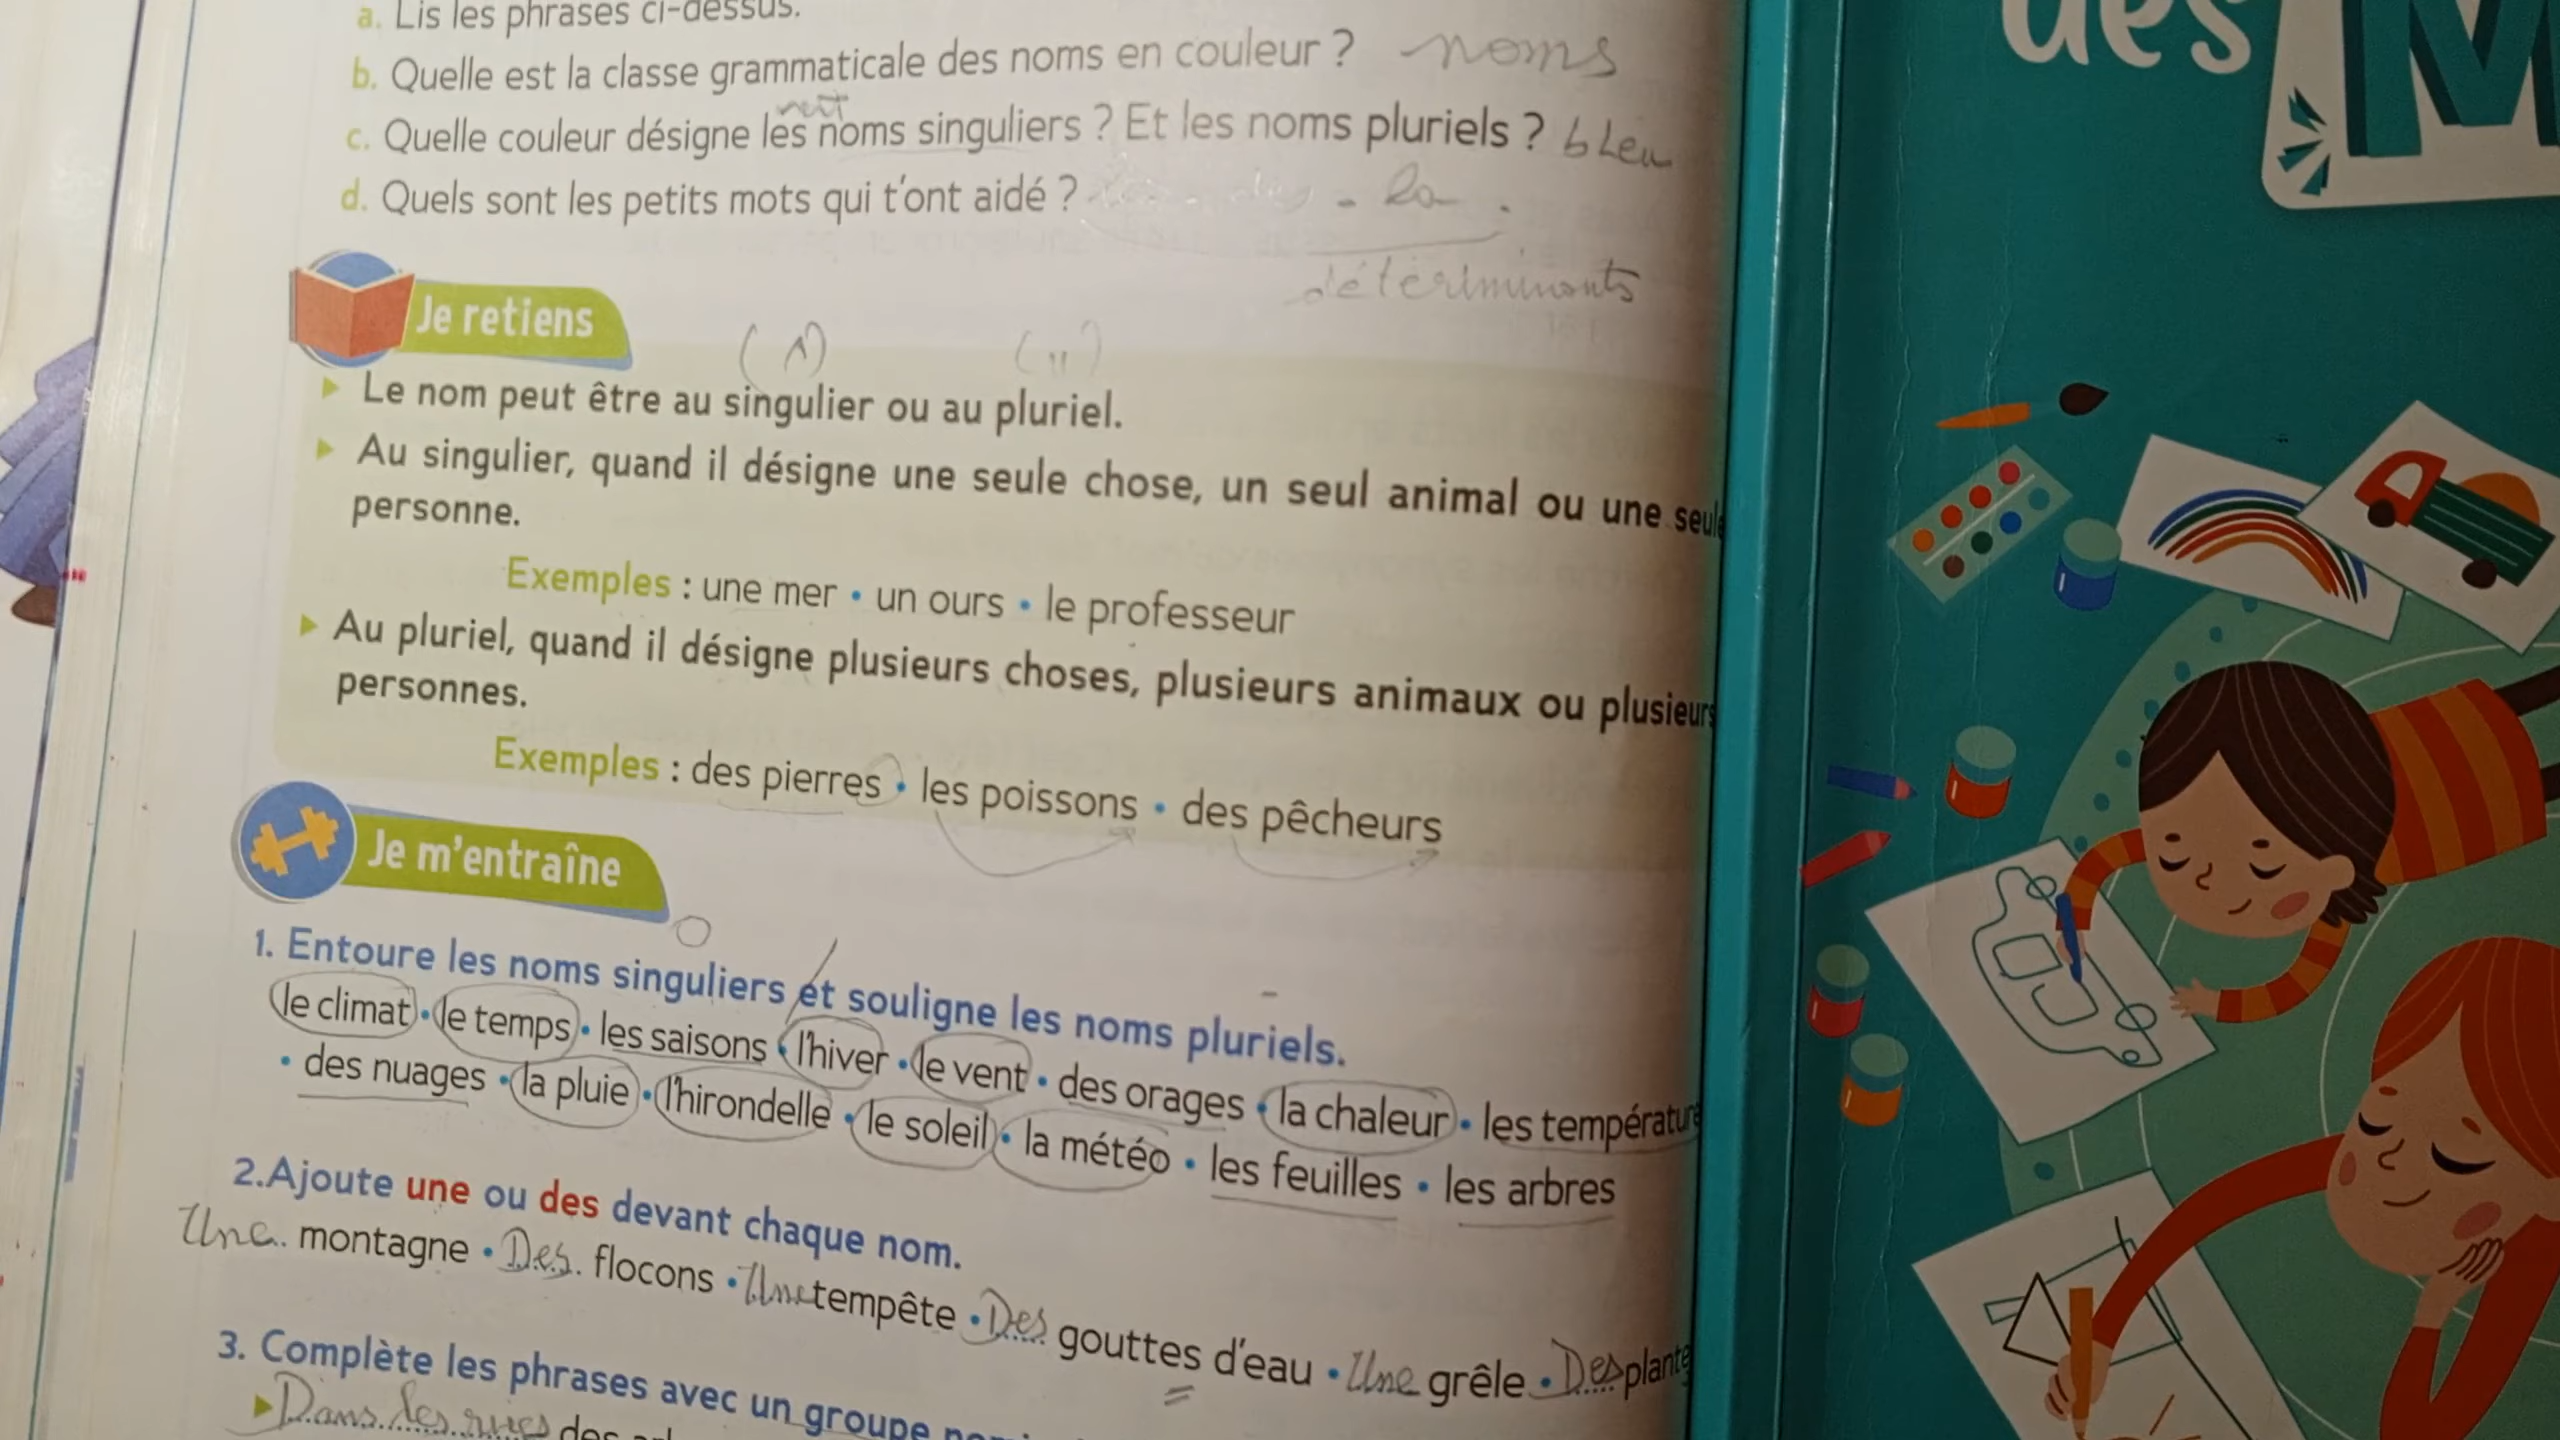 a. Lis les phrases ci-dessus.
b. Quelle est la classe grammaticale des noms en couleur ? noms
c. Quelle couleur désigne les noms singuliers ? Et les noms pluriels ? bleu
d. Quels sont les petits mots qui t'ont aidé ? - la .
Je retiens
Le nom peut être au singulier ou au pluriel.
Au singulier, quand il désigne une seule chose, un seul animal ou une seule
personne.
Exemples : une mer • un ours • le professeur
Au pluriel, quand il désigne plusieurs choses, plusieurs animaux ou plusieurs
personnes.
Exemples : des pierres • les poissons • des pêcheurs
Je m'entraîne
1. Entoure les noms singuliers et souligne les noms pluriels.
le climat • le temps • les saisons • l'hiver • le vent • des orages • la chaleur • les températur
• des nuages • la pluie • l'hirondelle • le soleil • la météo • les feuilles • les arbres
2.Ajoute une ou des devant chaque nom.
Une montagne • Des flocons • Une tempête • Des gouttes d'eau • Une grêle • Des plante
3. Complète les phrases avec un groupe
Dans les rues des
des M